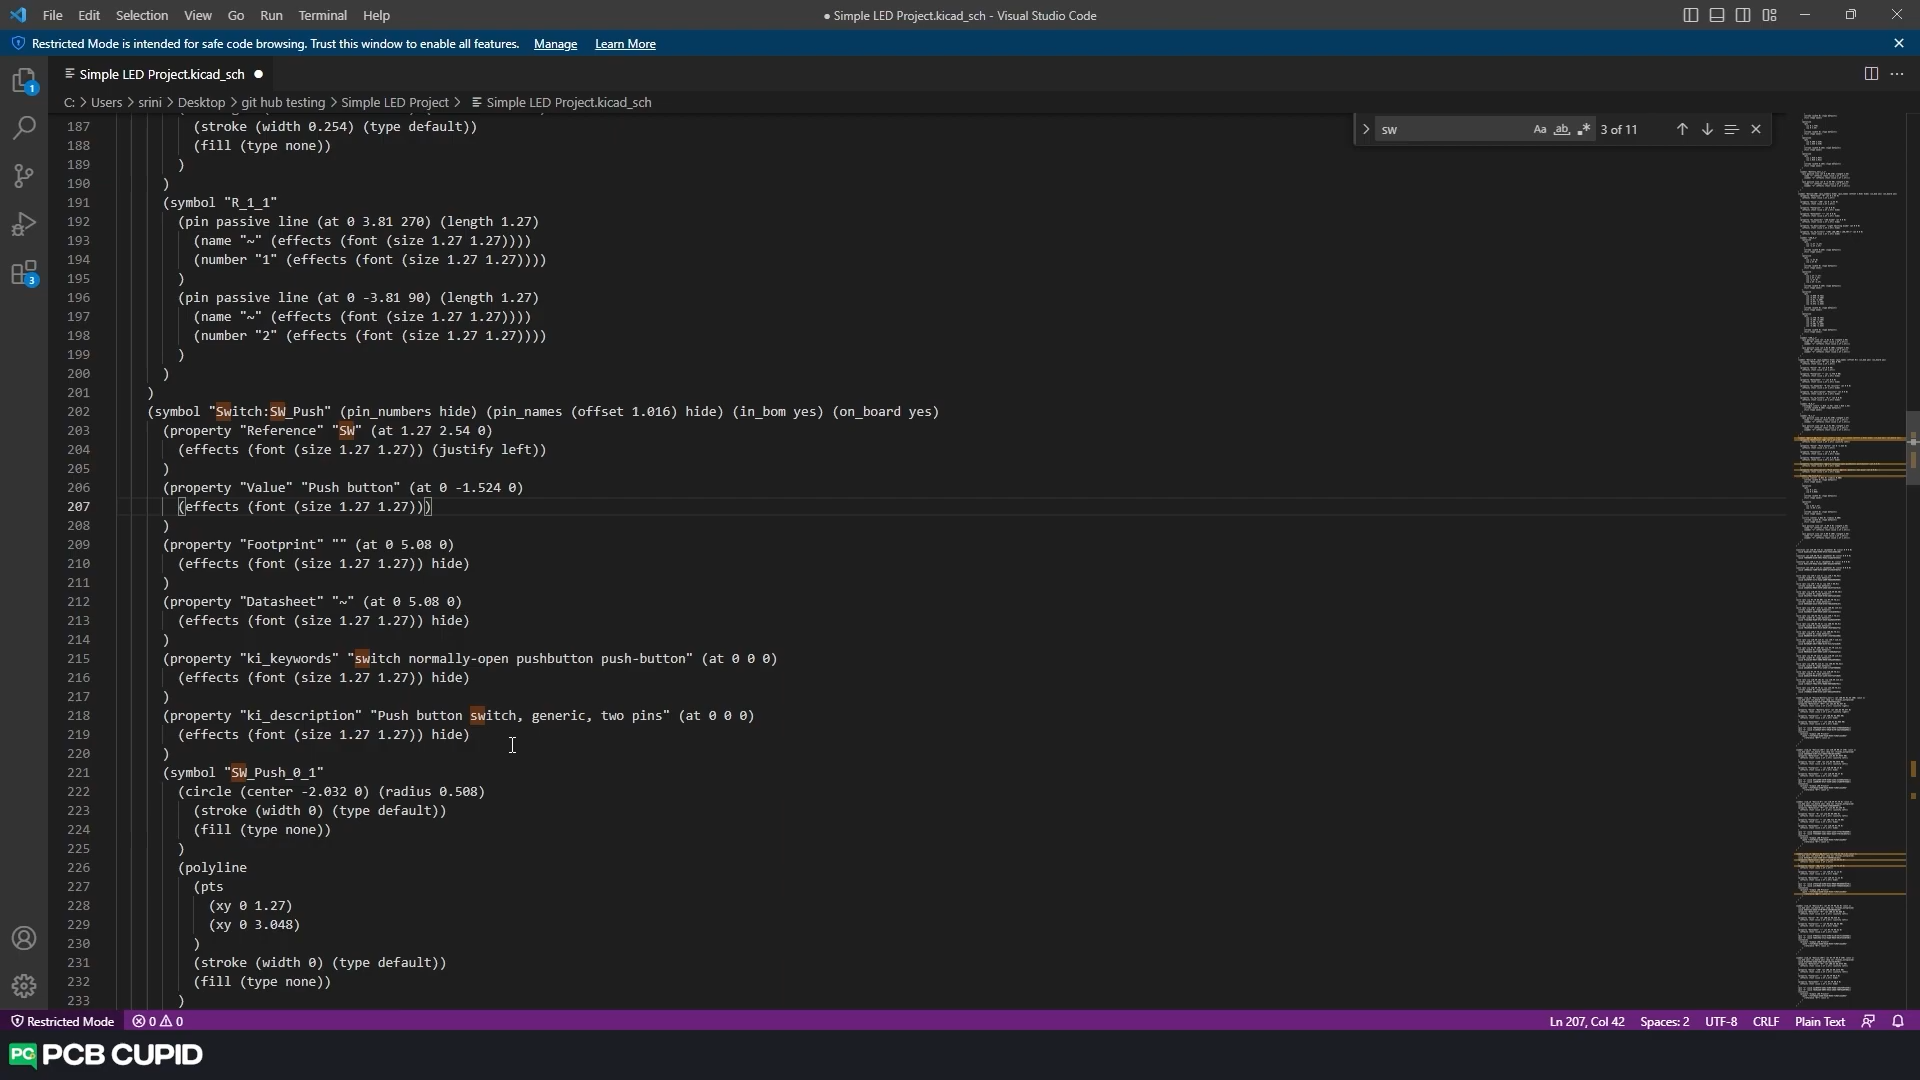 File Edit Selection View Go Run Terminal Help
● Simple LED Project.kicad_sch - Visual Studio Code
Restricted Mode is intended for safe code browsing. Trust this window to enable all features. Manage Learn More
1
Simple LED Project.kicad_sch ●
C: > Users > srini > Desktop > git hub testing > Simple LED Project > Simple LED Project.kicad_sch
sw Aa ab 3 of 11
187 (stroke (width 0.254) (type default))
188 (fill (type none))
189 )
190 )
191 (symbol "R_1_1"
192 (pin passive line (at 0 3.81 270) (length 1.27)
193 (name "~" (effects (font (size 1.27 1.27))))
194 (number "1" (effects (font (size 1.27 1.27))))
195 )
3
196 (pin passive line (at 0 -3.81 90) (length 1.27)
197 (name "~" (effects (font (size 1.27 1.27))))
198 (number "2" (effects (font (size 1.27 1.27))))
199 )
200 )
201 )
202 (symbol "Switch:SW_Push" (pin_numbers hide) (pin_names (offset 1.016) hide) (in_bom yes) (on_board yes)
203 (property "Reference" "SW" (at 1.27 2.54 0)
204 (effects (font (size 1.27 1.27)) (justify left))
205 )
206 (property "Value" "Push button" (at 0 -1.524 0)
207 (effects (font (size 1.27 1.27)))
208 )
209 (property "Footprint" "" (at 0 5.08 0)
210 (effects (font (size 1.27 1.27)) hide)
211 )
212 (property "Datasheet" "~" (at 0 5.08 0)
213 (effects (font (size 1.27 1.27)) hide)
214 )
215 (property "ki_keywords" "switch normally-open pushbutton push-button" (at 0 0 0)
216 (effects (font (size 1.27 1.27)) hide)
217 )
218 (property "ki_description" "Push button switch, generic, two pins" (at 0 0 0)
219 (effects (font (size 1.27 1.27)) hide)
220 )
221 (symbol "SW_Push_0_1"
222 (circle (center -2.032 0) (radius 0.508)
223 (stroke (width 0) (type default))
224 (fill (type none))
225 )
226 (polyline
227 (pts
228 (xy 0 1.27)
229 (xy 0 3.048)
230 )
231 (stroke (width 0) (type default))
232 (fill (type none))
233 )
Restricted Mode 0 0 Ln 207, Col 42 Spaces: 2 UTF-8 CRLF Plain Text
PC PCB CUPID